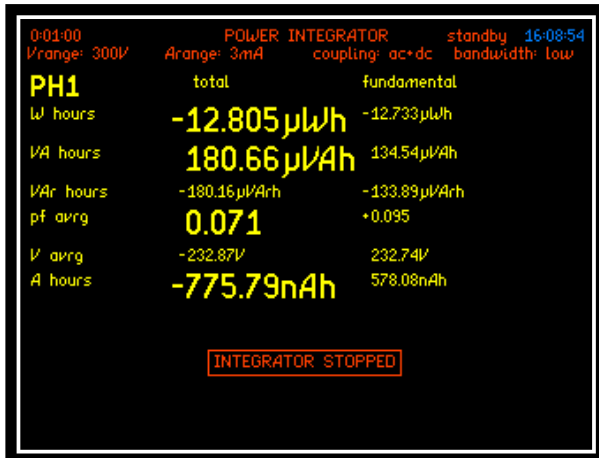 0:01:00 POWER INTEGRATOR standby 16:08:54
Vrange: 300V Arange: 3mA coupling: ac+dc bandwidth: low
PH1 total fundamental
W hours -12.805µWh -12.733µWh
VA hours 180.66µVAh 134.54µVAh
VAr hours -180.16µVArh -133.89µVArh
pf avrg 0.071 +0.095
V avrg -232.87V 232.74V
A hours -775.79nAh 578.08nAh
INTEGRATOR STOPPED